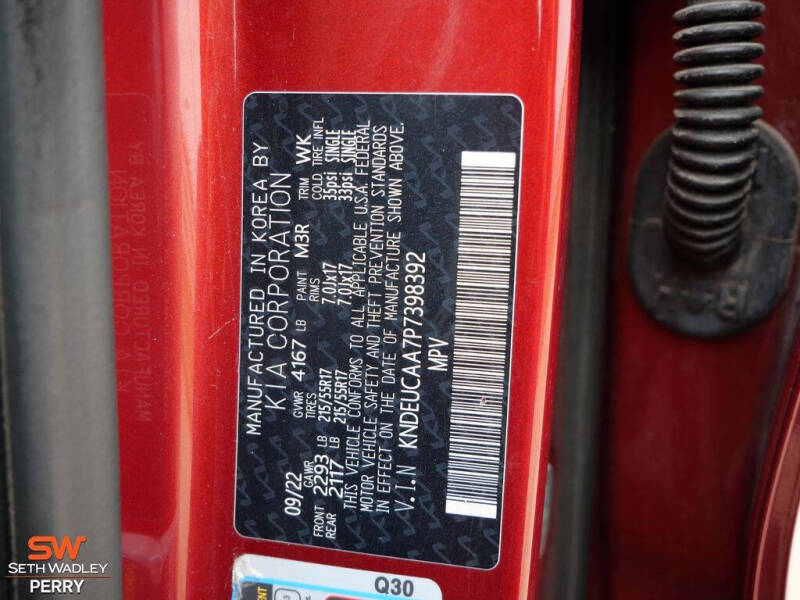 MANUFACTURED IN KOREA BY
KIA CORPORATION
09/22 GVWR 4167 LB PAINT M3R TRIM WK
GAWR TIRES RIMS COLD TIRE INFL
FRONT 2293 LB 215/55R17 7.0Jx17 35psi SINGLE
REAR 2117 LB 215/55R17 7.0Jx17 33psi SINGLE
THIS VEHICLE CONFORMS TO ALL APPLICABLE U.S.A. FEDERAL
MOTOR VEHICLE SAFETY AND THEFT PREVENTION STANDARDS
IN EFFECT ON THE DATE OF MANUFACTURE SHOWN ABOVE.
V.I.N KNDEUCAA7P7398392
MPV
Q30
SW
SETH WADLEY
PERRY